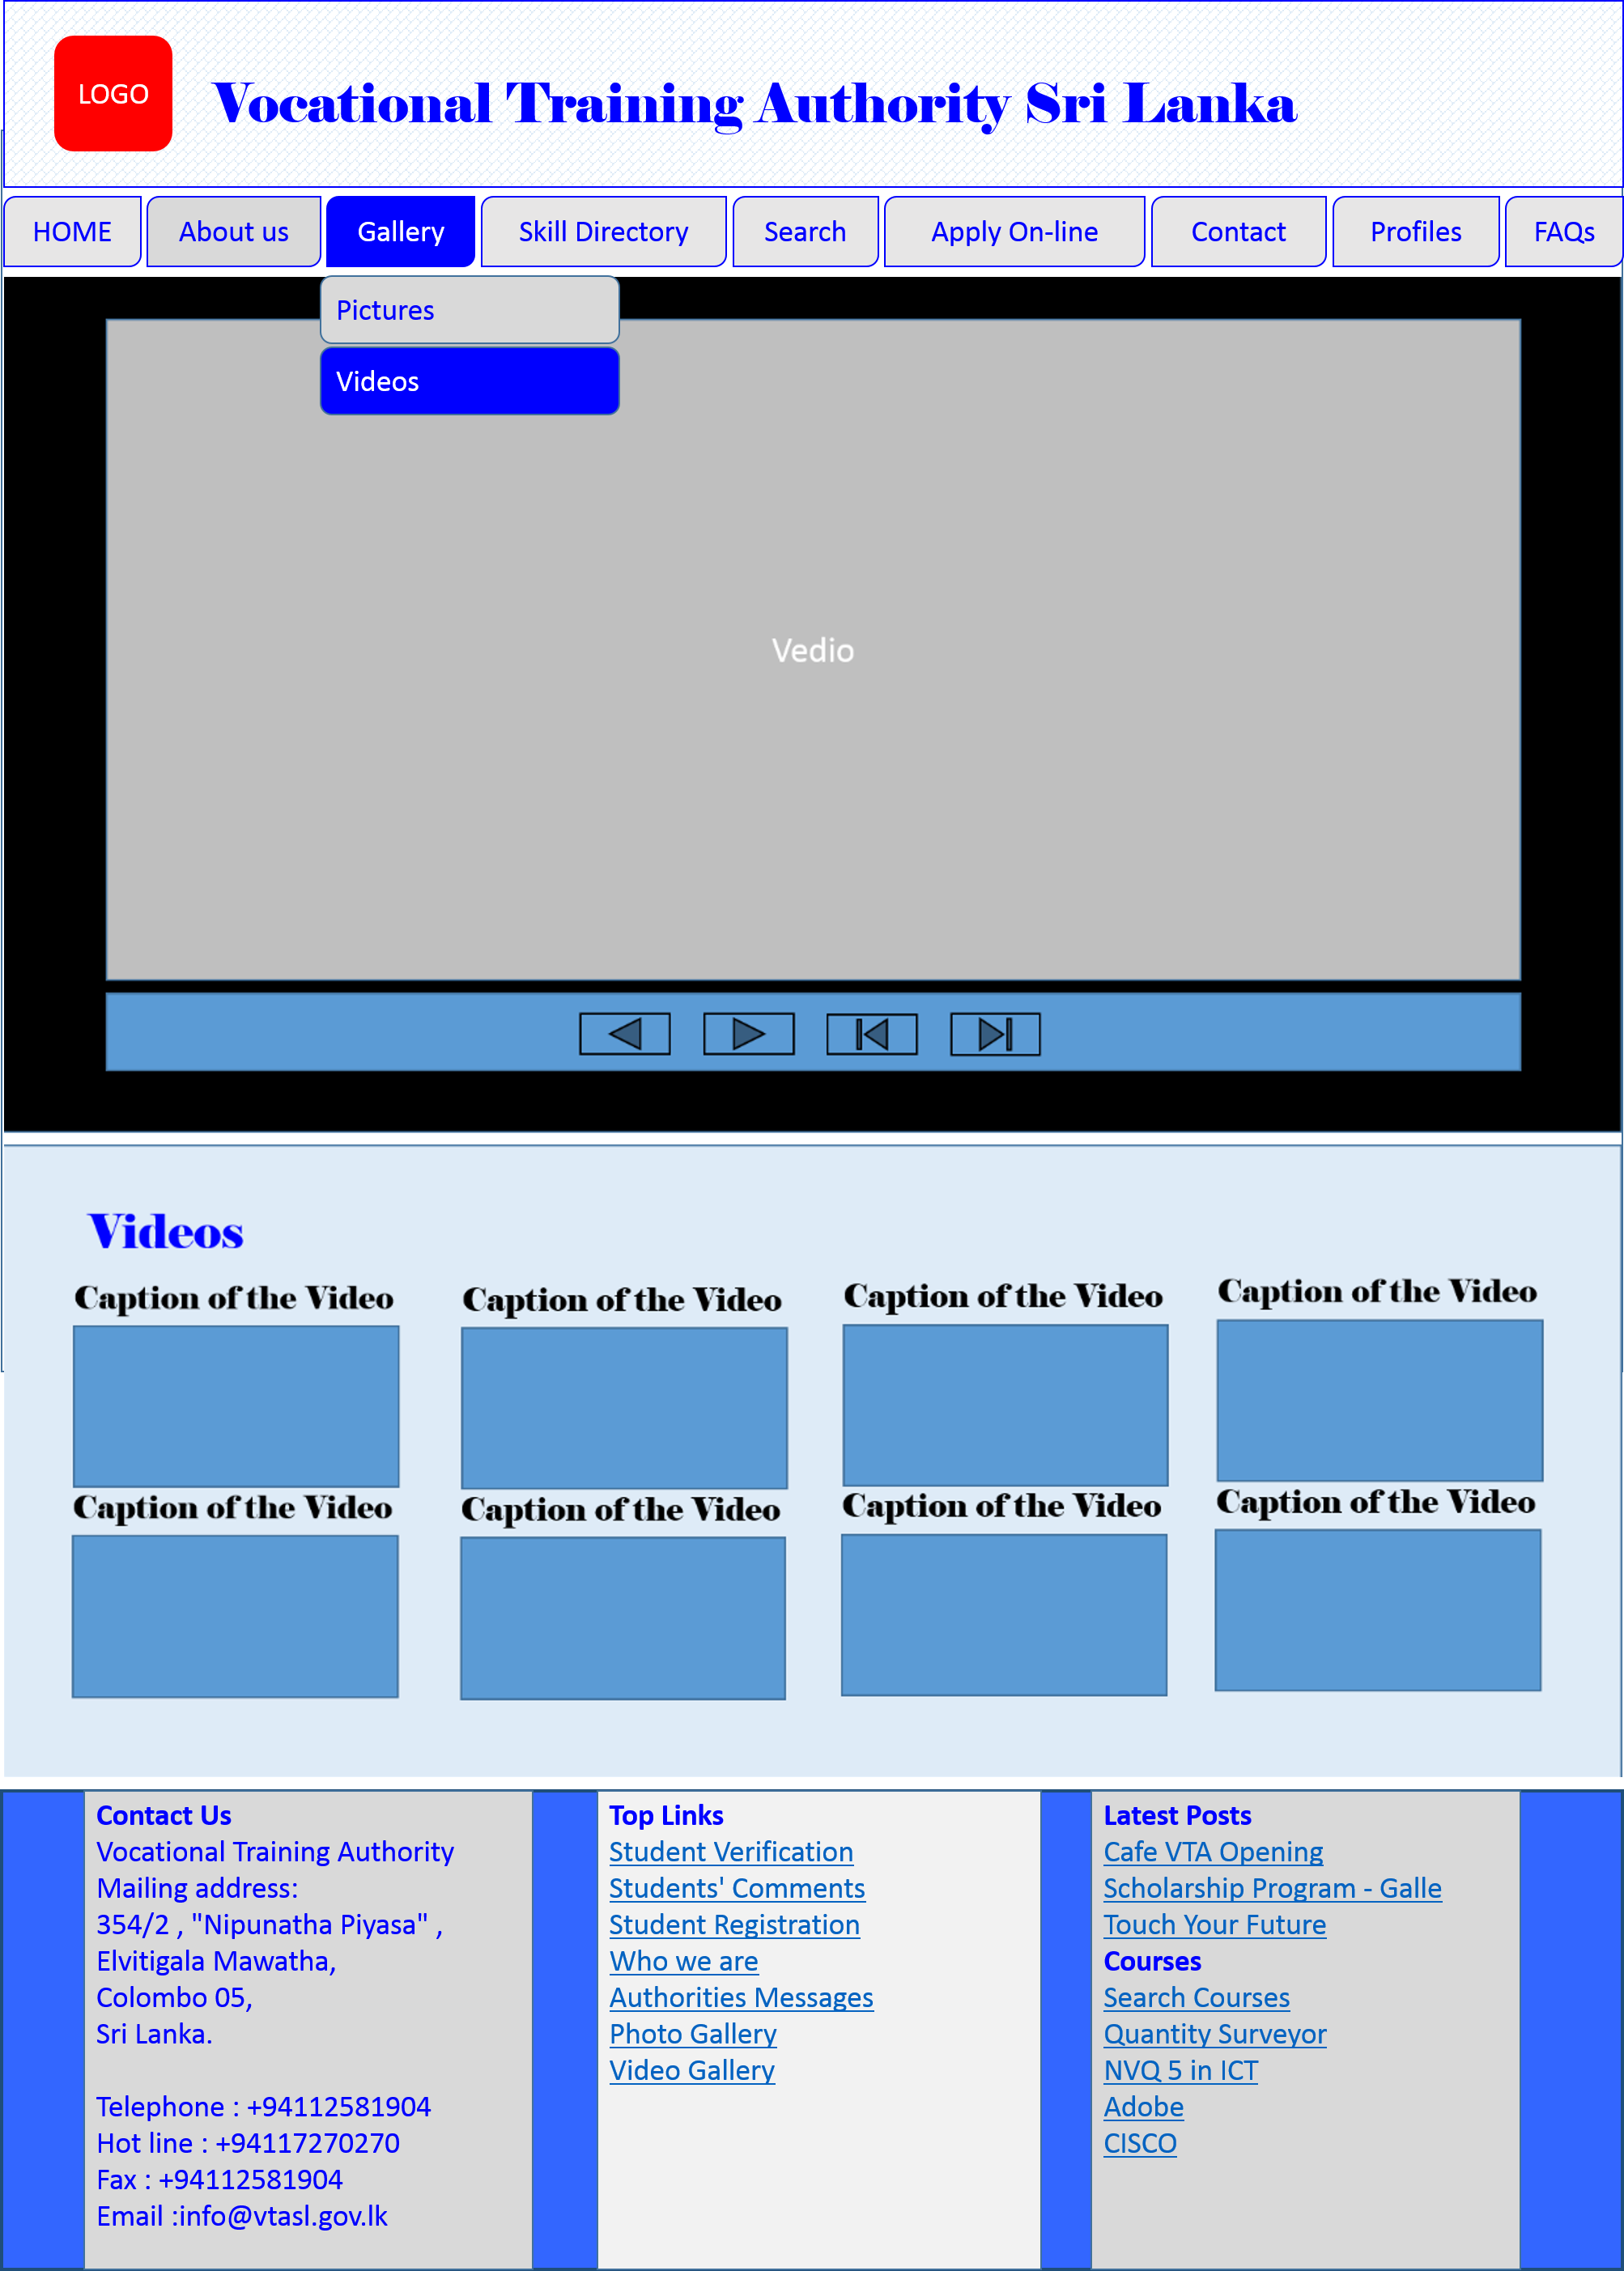 LOGO
Vocational Training Authority Sri Lanka
HOME
About us
Gallery
Skill Directory
Search
Apply On-line
Contact
Profiles
FAQs
Pictures
Videos
Vedio
Videos
Caption of the Video
Caption of the Video
Caption of the Video
Caption of the Video
Caption of the Video
Caption of the Video
Caption of the Video
Caption of the Video
Contact Us
Vocational Training Authority
Mailing address:
354/2 , "Nipunatha Piyasa" ,
Elvitigala Mawatha,
Colombo 05,
Sri Lanka.
Telephone : +94112581904
Hot line : +94117270270
Fax : +94112581904
Email :info@vtasl.gov.lk
Top Links
Student Verification
Students' Comments
Student Registration
Who we are
Authorities Messages
Photo Gallery
Video Gallery
Latest Posts
Cafe VTA Opening
Scholarship Program - Galle
Touch Your Future
Courses
Search Courses
Quantity Surveyor
NVQ 5 in ICT
Adobe
CISCO